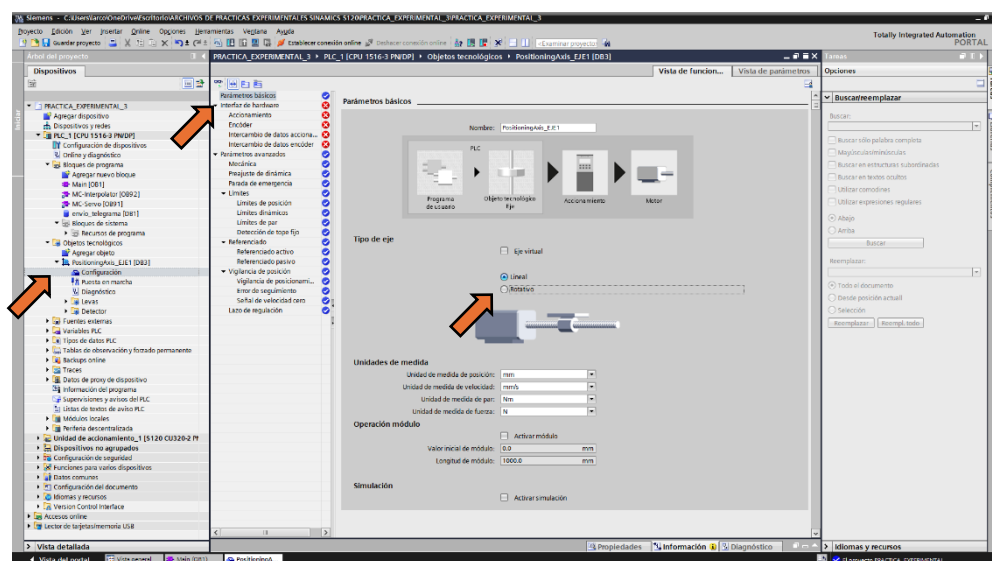 Siemens - C:\Users\arco\OneDrive\Escritorio\ARCHIVOS DE PRACTICAS EXPERIMENTALES SINAMICS S120\PRACTICA_EXPERIMENTAL_3\PRACTICA_EXPERIMENTAL_3
Proyecto Edición Ver Insertar Online Opciones Herramientas Ventana Ayuda
Totally Integrated Automation
PORTAL
Guardar proyecto
Establecer conexión online
Deshacer conexión online
<Examinar proyecto>
Árbol del proyecto
PRACTICA_EXPERIMENTAL_3 ▸ PLC_1 [CPU 1516-3 PN/DP] ▸ Objetos tecnológicos ▸ PositioningAxis_EJE1 [DB3]
Tareas
Dispositivos
Vista de funcion...
Vista de parámetros
Opciones
PRACTICA_EXPERIMENTAL_3
Agregar dispositivo
Dispositivos y redes
PLC_1 [CPU 1516-3 PN/DP]
Configuración de dispositivos
Online y diagnóstico
Bloques de programa
Agregar nuevo bloque
Main [OB1]
MC-Interpolator [OB92]
MC-Servo [OB91]
envio_telegrama [DB1]
Bloques de sistema
Recursos de programa
Objetos tecnológicos
Agregar objeto
PositioningAxis_EJE1 [DB3]
Configuración
Puesta en marcha
Diagnóstico
Levas
Detector
Fuentes externas
Variables PLC
Tipos de datos PLC
Tablas de observación y forzado permanente
Backups online
Traces
Datos de proxy de dispositivo
Información del programa
Supervisiones y avisos del PLC
Listas de textos de aviso PLC
Módulos locales
Periferia descentralizada
Unidad de accionamiento_1 [S120 CU320-2 PN
Dispositivos no agrupados
Configuración de seguridad
Funciones para varios dispositivos
Datos comunes
Configuración del documento
Idiomas y recursos
Version Control Interface
Accesos online
Lector de tarjetas/memoria USB
Vista detallada
Parámetros básicos
Interfaz de hardware
Accionamiento
Encóder
Intercambio de datos acciona...
Intercambio de datos encóder
Parámetros avanzados
Mecánica
Preajuste de dinámica
Parada de emergencia
Límites
Límites de posición
Límites dinámicos
Límites de par
Detección de tope fijo
Referenciado
Referenciado activo
Referenciado pasivo
Vigilancia de posición
Vigilancia de posicionami...
Error de seguimiento
Señal de velocidad cero
Lazo de regulación
Parámetros básicos
Nombre: PositioningAxis_EJE1
PLC
Programa de usuario
Objeto tecnológico Eje
Accionamiento
Motor
Tipo de eje
Eje virtual
Lineal
Rotativo
Unidades de medida
Unidad de medida de posición: mm
Unidad de medida de velocidad: mm/s
Unidad de medida de par: Nm
Unidad de medida de fuerza: N
Operación módulo
Activar módulo
Valor inicial de módulo: 0.0 mm
Longitud de módulo: 1000.0 mm
Simulación
Activar simulación
Buscar/reemplazar
Buscar:
Buscar sólo palabra completa
Mayúsculas/minúsculas
Buscar en estructuras subordinadas
Buscar en textos ocultos
Utilizar comodines
Utilizar expresiones regulares
Abajo
Arriba
Buscar
Reemplazar:
Todo el documento
Desde posición actual
Selección
Reemplazar
Reempl. todo
Propiedades
Información
Diagnóstico
Idiomas y recursos
Vista del portal
Vista general
Main (OB1)
PositioningA...
El proyecto PRACTICA_EXPERIMENTAL_